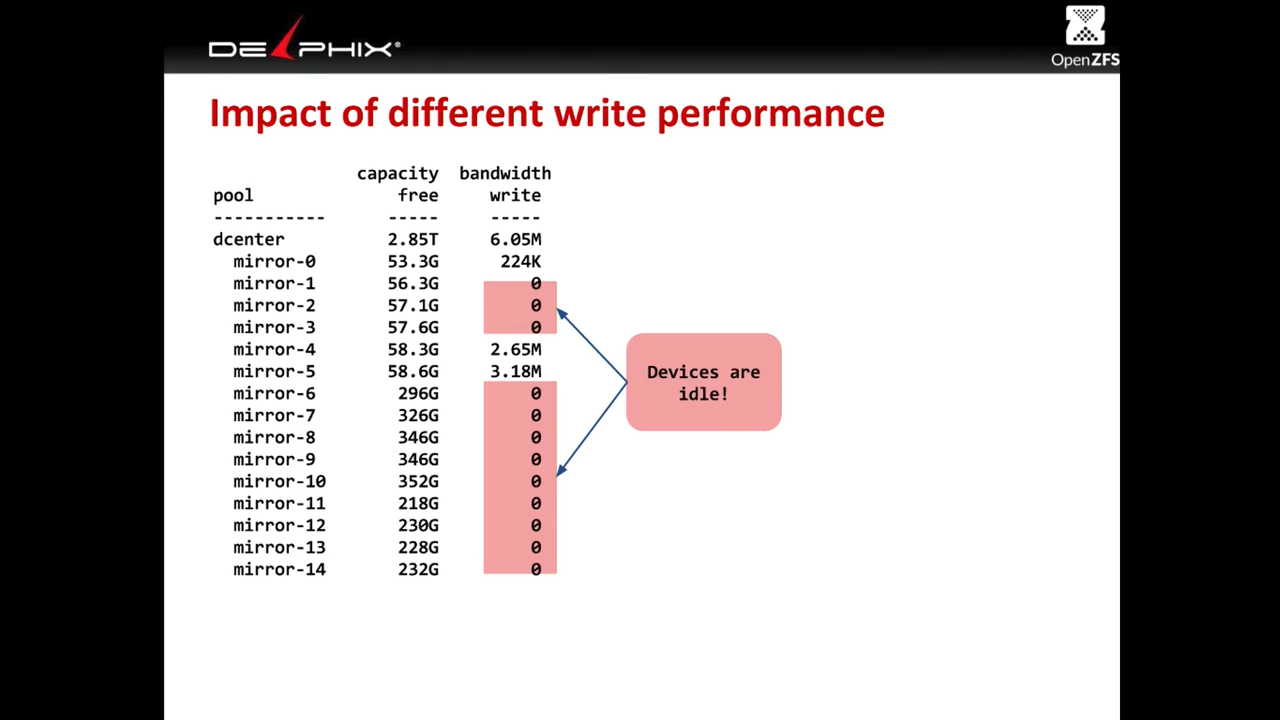 DELPHIX®
OpenZFS
Impact of different write performance
capacity bandwidth
pool free write
----------- ----- -----
dcenter 2.85T 6.05M
mirror-0 53.3G 224K
mirror-1 56.3G 0
mirror-2 57.1G 0
mirror-3 57.6G 0
mirror-4 58.3G 2.65M
mirror-5 58.6G 3.18M
mirror-6 296G 0
mirror-7 326G 0
mirror-8 346G 0
mirror-9 346G 0
mirror-10 352G 0
mirror-11 218G 0
mirror-12 230G 0
mirror-13 228G 0
mirror-14 232G 0
Devices are
idle!